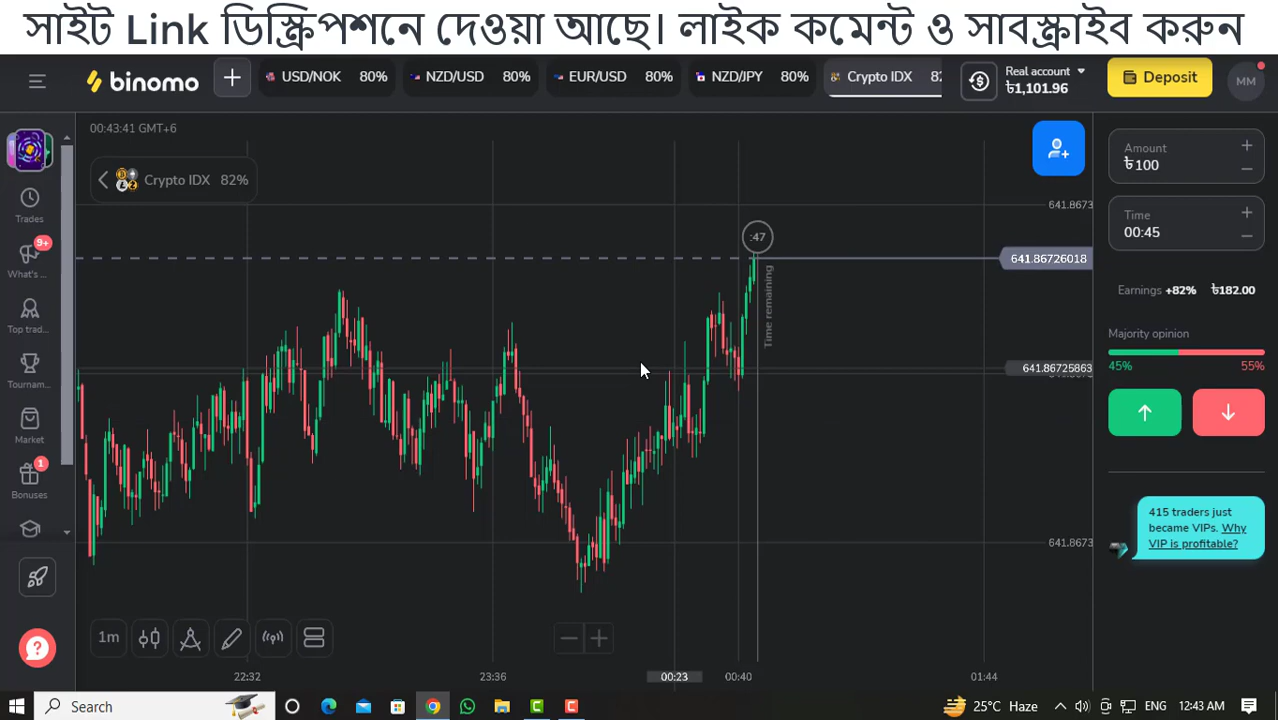 সাইট Link ডিস্ক্রিপশনে দেওয়া আছে। লাইক কমেন্ট ও সাবস্ক্রাইব করুন
binomo
USD/NOK 80%
NZD/USD 80%
EUR/USD 80%
NZD/JPY 80%
Crypto IDX 82
Real account
৳1,101.96
Deposit
MM
00:43:41 GMT+6
Crypto IDX 82%
:47
Time remaining
641.8673
641.86726018
641.86725863
641.8673
Amount
৳100
Time
00:45
Earnings +82% ৳182.00
Majority opinion
45% 55%
415 traders just
became VIPs. Why
VIP is profitable?
Trades
9+
What's ...
Top trad...
Tournam...
Market
1
Bonuses
1m
22:32 23:36 00:23 00:40 01:44
Search
25°C Haze
12:43 AM